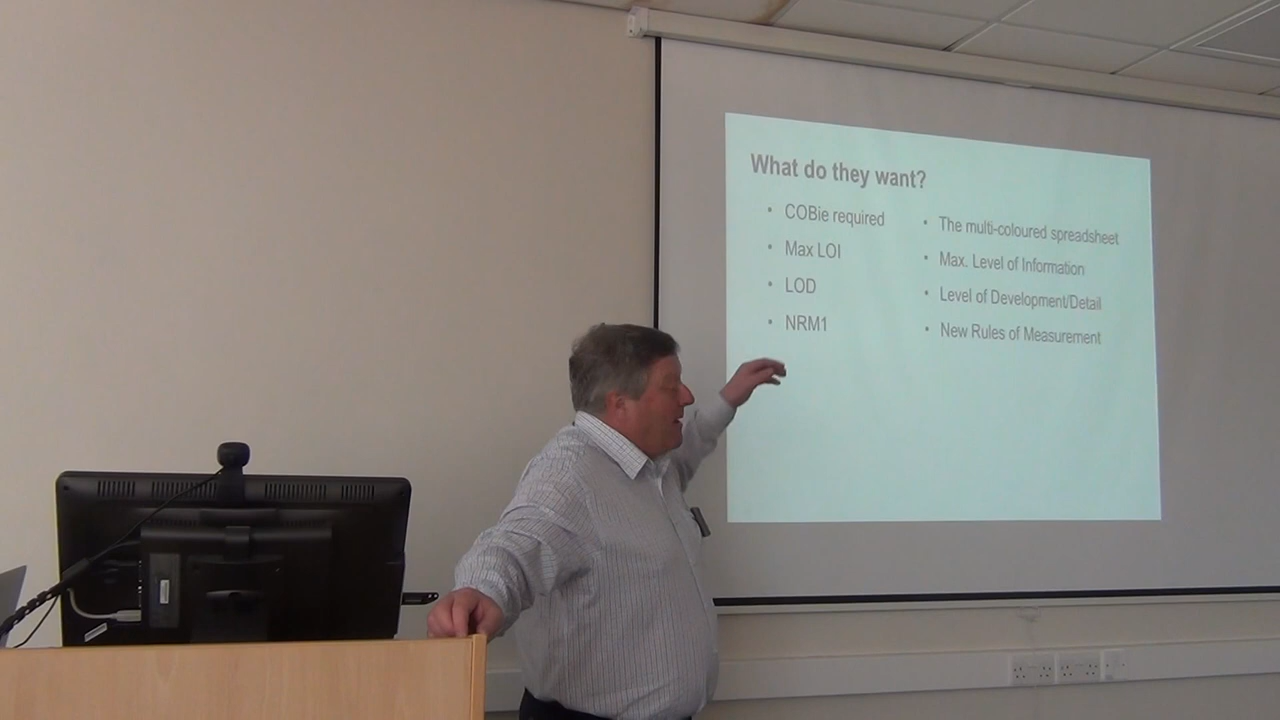 What do they want?
• COBie required
• Max LOI
• LOD
• NRM1
• The multi-coloured spreadsheet
• Max. Level of Information
• Level of Development/Detail
• New Rules of Measurement